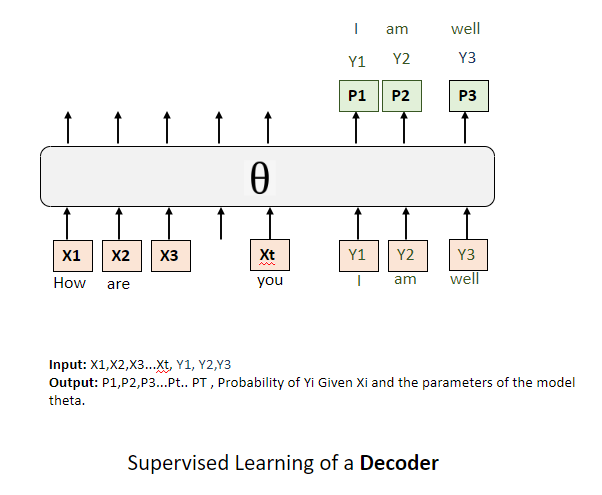 I am well
Y1 Y2 Y3
P1 P2 P3
θ
X1 X2 X3 Xt Y1 Y2 Y3
How are you I am well
Input: X1,X2,X3...Xt, Y1, Y2,Y3
Output: P1,P2,P3...Pt.. PT , Probability of Yi Given Xi and the parameters of the model
theta.
Supervised Learning of a Decoder